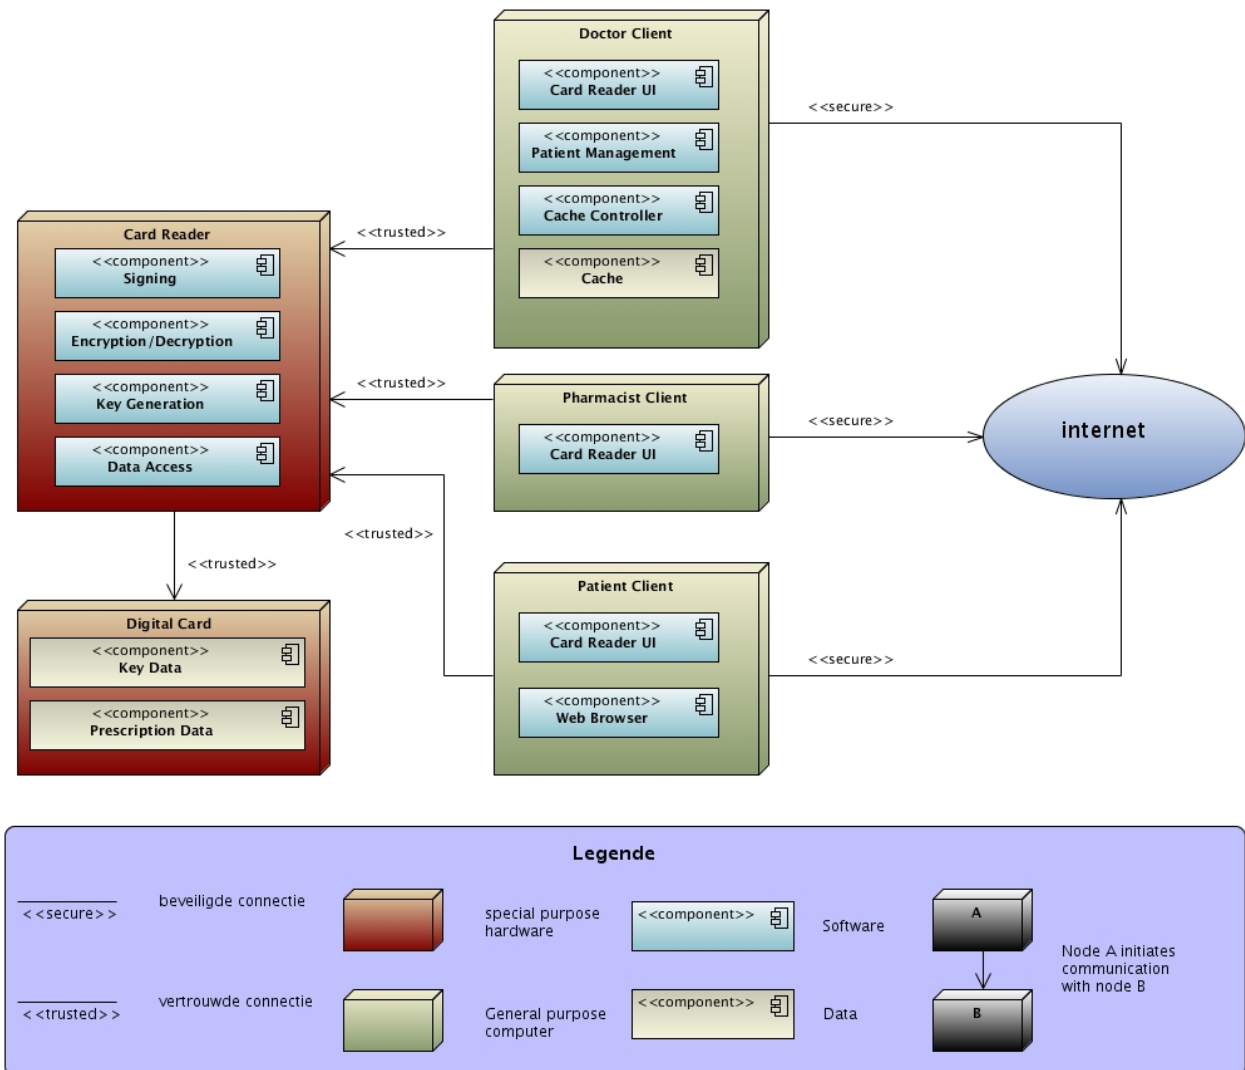 Doctor Client
<<component>>
Card Reader UI
<<component>>
Patient Management
<<component>>
Cache Controller
<<component>>
Cache
<<secure>>
Card Reader
<<component>>
Signing
<<component>>
Encryption/Decryption
<<component>>
Key Generation
<<component>>
Data Access
<<trusted>>
<<trusted>>
Pharmacist Client
<<component>>
Card Reader UI
<<secure>>
internet
<<trusted>>
<<trusted>>
Digital Card
<<component>>
Key Data
<<component>>
Prescription Data
Patient Client
<<component>>
Card Reader UI
<<component>>
Web Browser
<<secure>>
Legende
<<secure>>
beveiligde connectie
special purpose
hardware
<<component>>
Software
A
Node A initiates
communication
with node B
<<trusted>>
vertrouwde connectie
General purpose
computer
<<component>>
Data
B